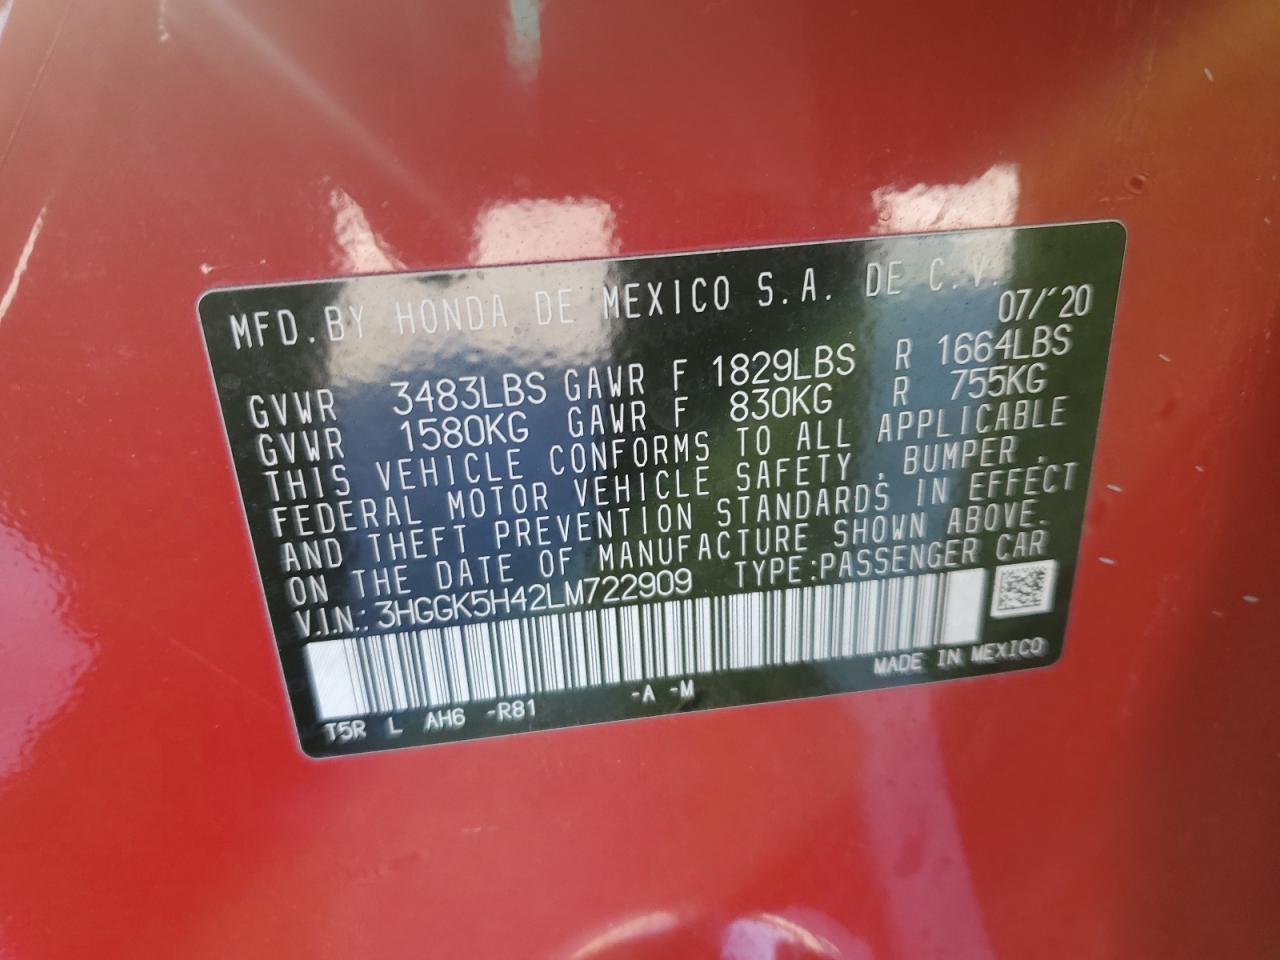 MFD. BY HONDA DE MEXICO S.A. DE C.V.
07/'20
GVWR 3483LBS GAWR F 1829LBS R 1664LBS
GVWR 1580KG GAWR F 830KG R 755KG
THIS VEHICLE CONFORMS TO ALL APPLICABLE
FEDERAL MOTOR VEHICLE SAFETY, BUMPER,
AND THEFT PREVENTION STANDARDS IN EFFECT
ON THE DATE OF MANUFACTURE SHOWN ABOVE.
V.I.N.: 3HGGK5H42LM722909 TYPE:PASSENGER CAR
MADE IN MEXICO
T5R L AH6 -R81 -A -M